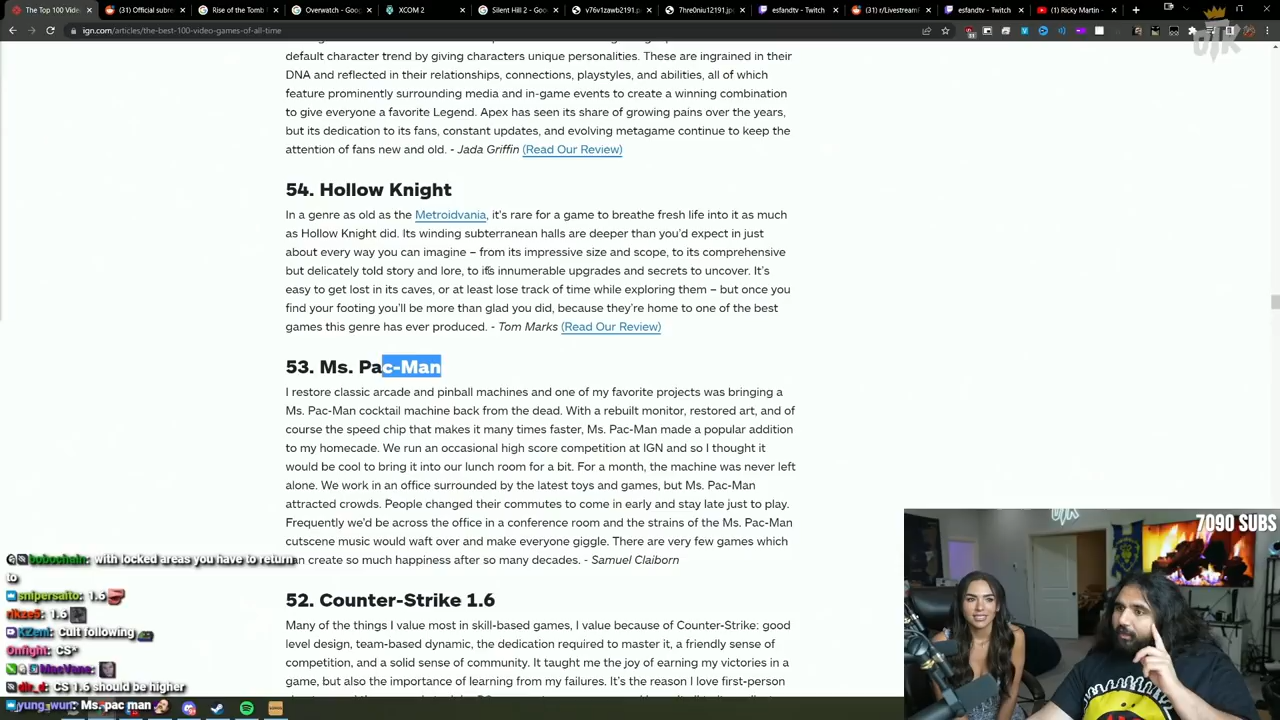 The Top 100 Vide
(31) Official subre
Rise of the Tomb
Overwatch - Goog
XCOM 2
Silent Hill 2 - Goo
v76v1zawb2191.p
7hre0niu12191.jp
esfandtv - Twitch
(31) r/Livestream
esfandtv - Twitch
(1) Ricky Martin -
ign.com/articles/the-best-100-video-games-of-all-time
OTK
default character trend by giving characters unique personalities. These are ingrained in their
DNA and reflected in their relationships, connections, playstyles, and abilities, all of which
feature prominently surrounding media and in-game events to create a winning combination
to give everyone a favorite Legend. Apex has seen its share of growing pains over the years,
but its dedication to its fans, constant updates, and evolving metagame continue to keep the
attention of fans new and old. - Jada Griffin (Read Our Review)
54. Hollow Knight
In a genre as old as the Metroidvania, it's rare for a game to breathe fresh life into it as much
as Hollow Knight did. Its winding subterranean halls are deeper than you'd expect in just
about every way you can imagine – from its impressive size and scope, to its comprehensive
but delicately told story and lore, to its innumerable upgrades and secrets to uncover. It's
easy to get lost in its caves, or at least lose track of time while exploring them – but once you
find your footing you'll be more than glad you did, because they're home to one of the best
games this genre has ever produced. - Tom Marks (Read Our Review)
53. Ms. Pac-Man
I restore classic arcade and pinball machines and one of my favorite projects was bringing a
Ms. Pac-Man cocktail machine back from the dead. With a rebuilt monitor, restored art, and of
course the speed chip that makes it many times faster, Ms. Pac-Man made a popular addition
to my homecade. We run an occasional high score competition at IGN and so I thought it
would be cool to bring it into our lunch room for a bit. For a month, the machine was never left
alone. We work in an office surrounded by the latest toys and games, but Ms. Pac-Man
attracted crowds. People changed their commutes to come in early and stay late just to play.
Frequently we'd be across the office in a conference room and the strains of the Ms. Pac-Man
cutscene music would waft over and make everyone giggle. There are very few games which
can create so much happiness after so many decades. - Samuel Claiborn
52. Counter-Strike 1.6
Many of the things I value most in skill-based games, I value because of Counter-Strike: good
level design, team-based dynamic, the dedication required to master it, a friendly sense of
competition, and a solid sense of community. It taught me the joy of earning my victories in a
game, but also the importance of learning from my failures. It's the reason I love first-person
bobochain: with locked areas you have to return
to
snipersaito: 1.6
rikze5: 1.6
KZeni: Cult following
Onfight: CS*
MacVane:
dir_d: CS 1.6 should be higher
yung_wun: Ms. pac man
7090 SUBS